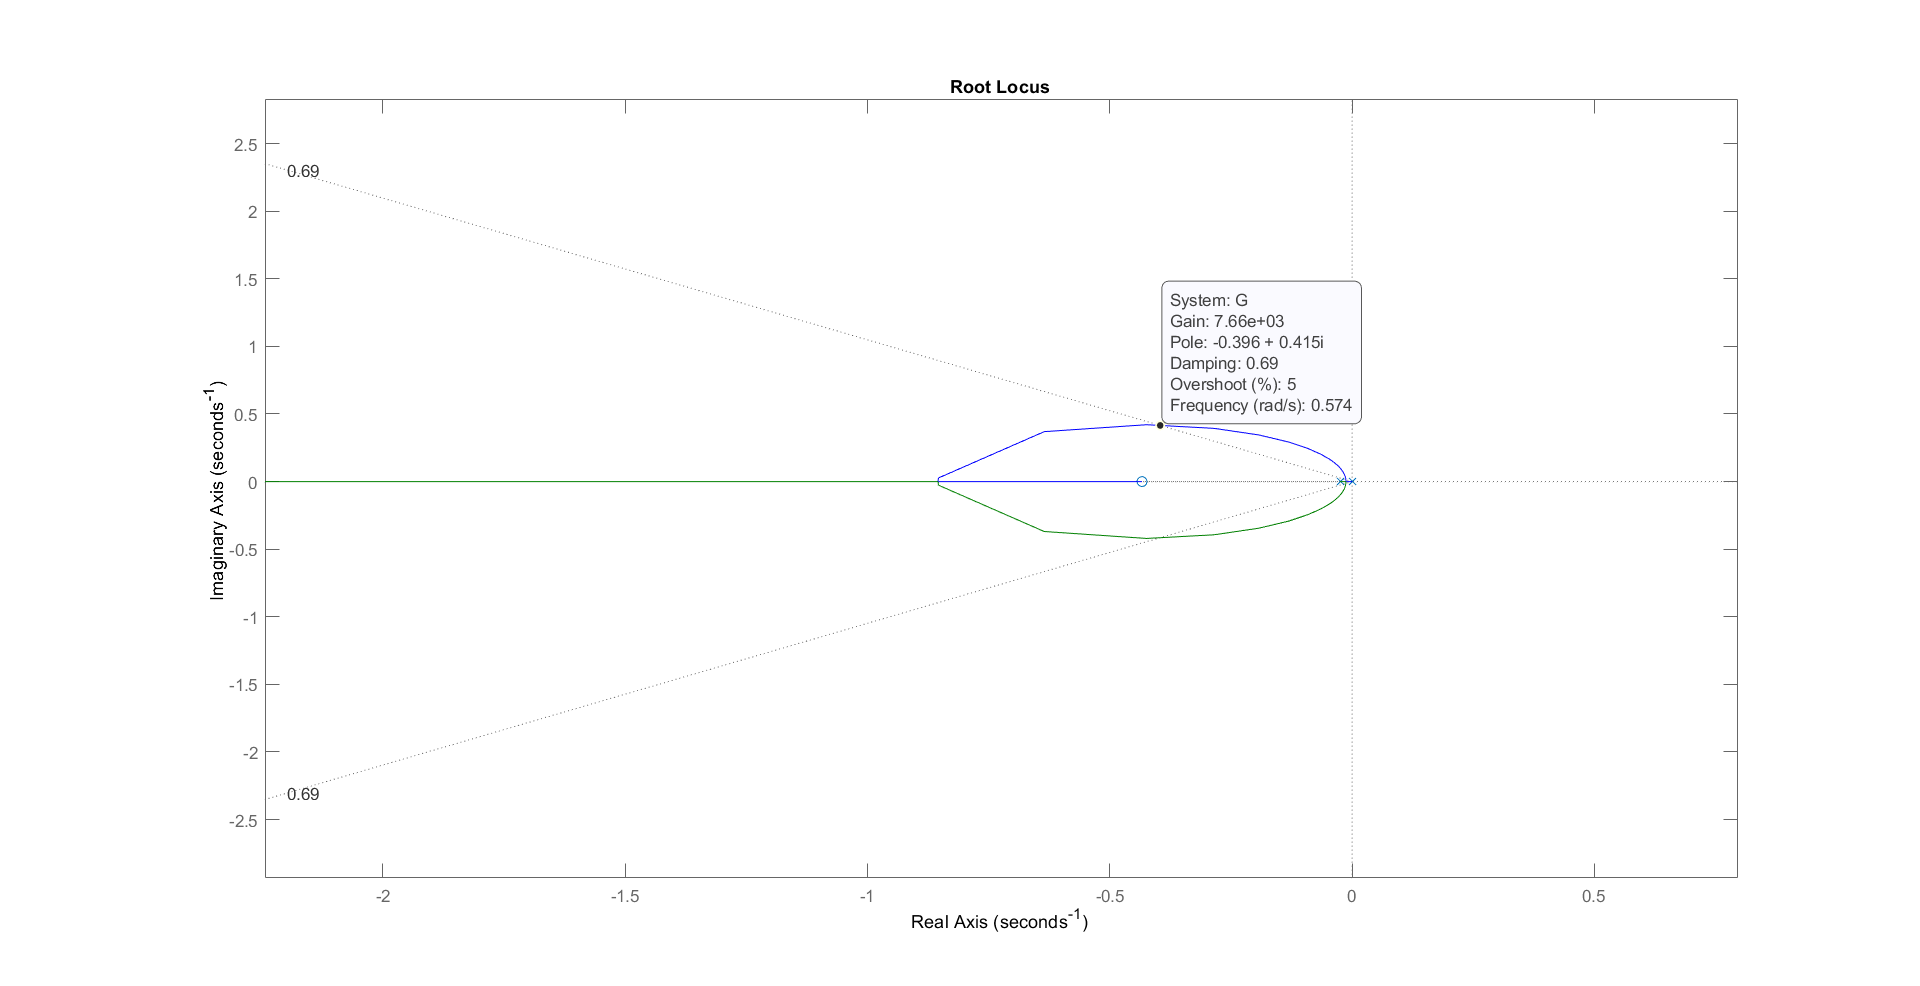 Root Locus
2.5
2
1.5
1
0.5
0
-0.5
-1
-1.5
-2
-2.5
0.69
0.69
System: G
Gain: 7.66e+03
Pole: -0.396 + 0.415i
Damping: 0.69
Overshoot (%): 5
Frequency (rad/s): 0.574
Imaginary Axis (seconds⁻¹)
-2
-1.5
-1
-0.5
0
0.5
Real Axis (seconds⁻¹)